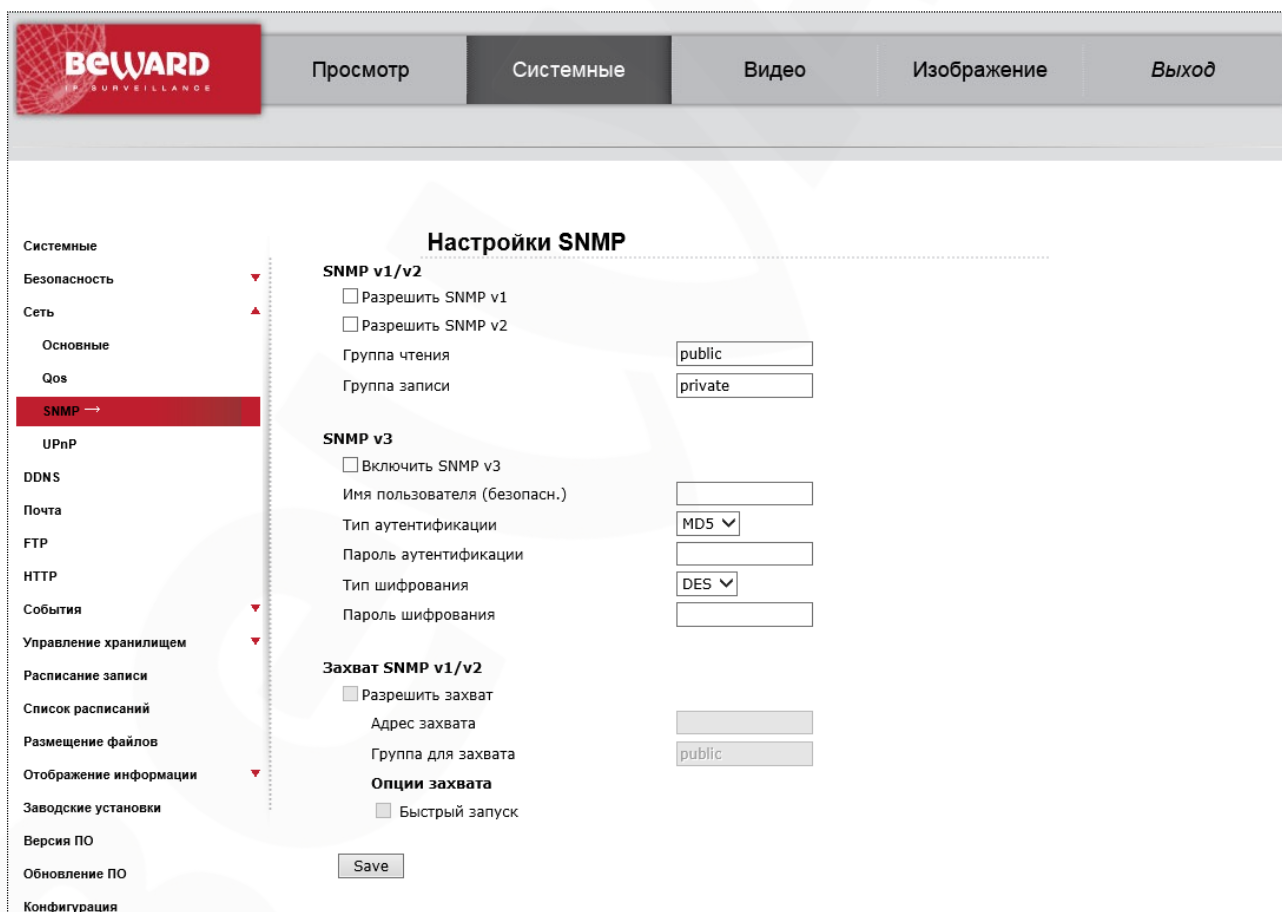 BEWARD
IP SURVEILLANCE
Просмотр
Системные
Видео
Изображение
Выход
Системные
Безопасность
Сеть
Основные
Qos
SNMP →
UPnP
DDNS
Почта
FTP
HTTP
События
Управление хранилищем
Расписание записи
Список расписаний
Размещение файлов
Отображение информации
Заводские установки
Версия ПО
Обновление ПО
Конфигурация
Настройки SNMP
SNMP v1/v2
Разрешить SNMP v1
Разрешить SNMP v2
Группа чтения public
Группа записи private
SNMP v3
Включить SNMP v3
Имя пользователя (безопасн.)
Тип аутентификации MD5
Пароль аутентификации
Тип шифрования DES
Пароль шифрования
Захват SNMP v1/v2
Разрешить захват
Адрес захвата
Группа для захвата public
Опции захвата
Быстрый запуск
Save